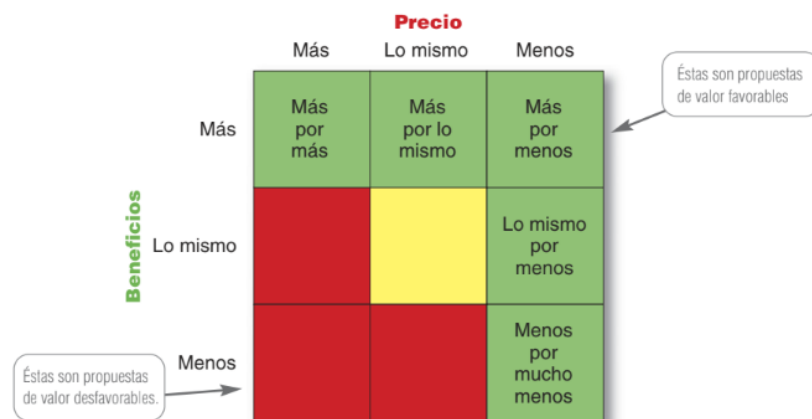 Precio
Más Lo mismo Menos
Éstas son propuestas
de valor favorables
Más
Más
por
más
Más
por lo
mismo
Más
por
menos
Beneficios
Lo mismo
Lo mismo
por
menos
Menos
Menos
por
mucho
menos
Éstas son propuestas
de valor desfavorables.